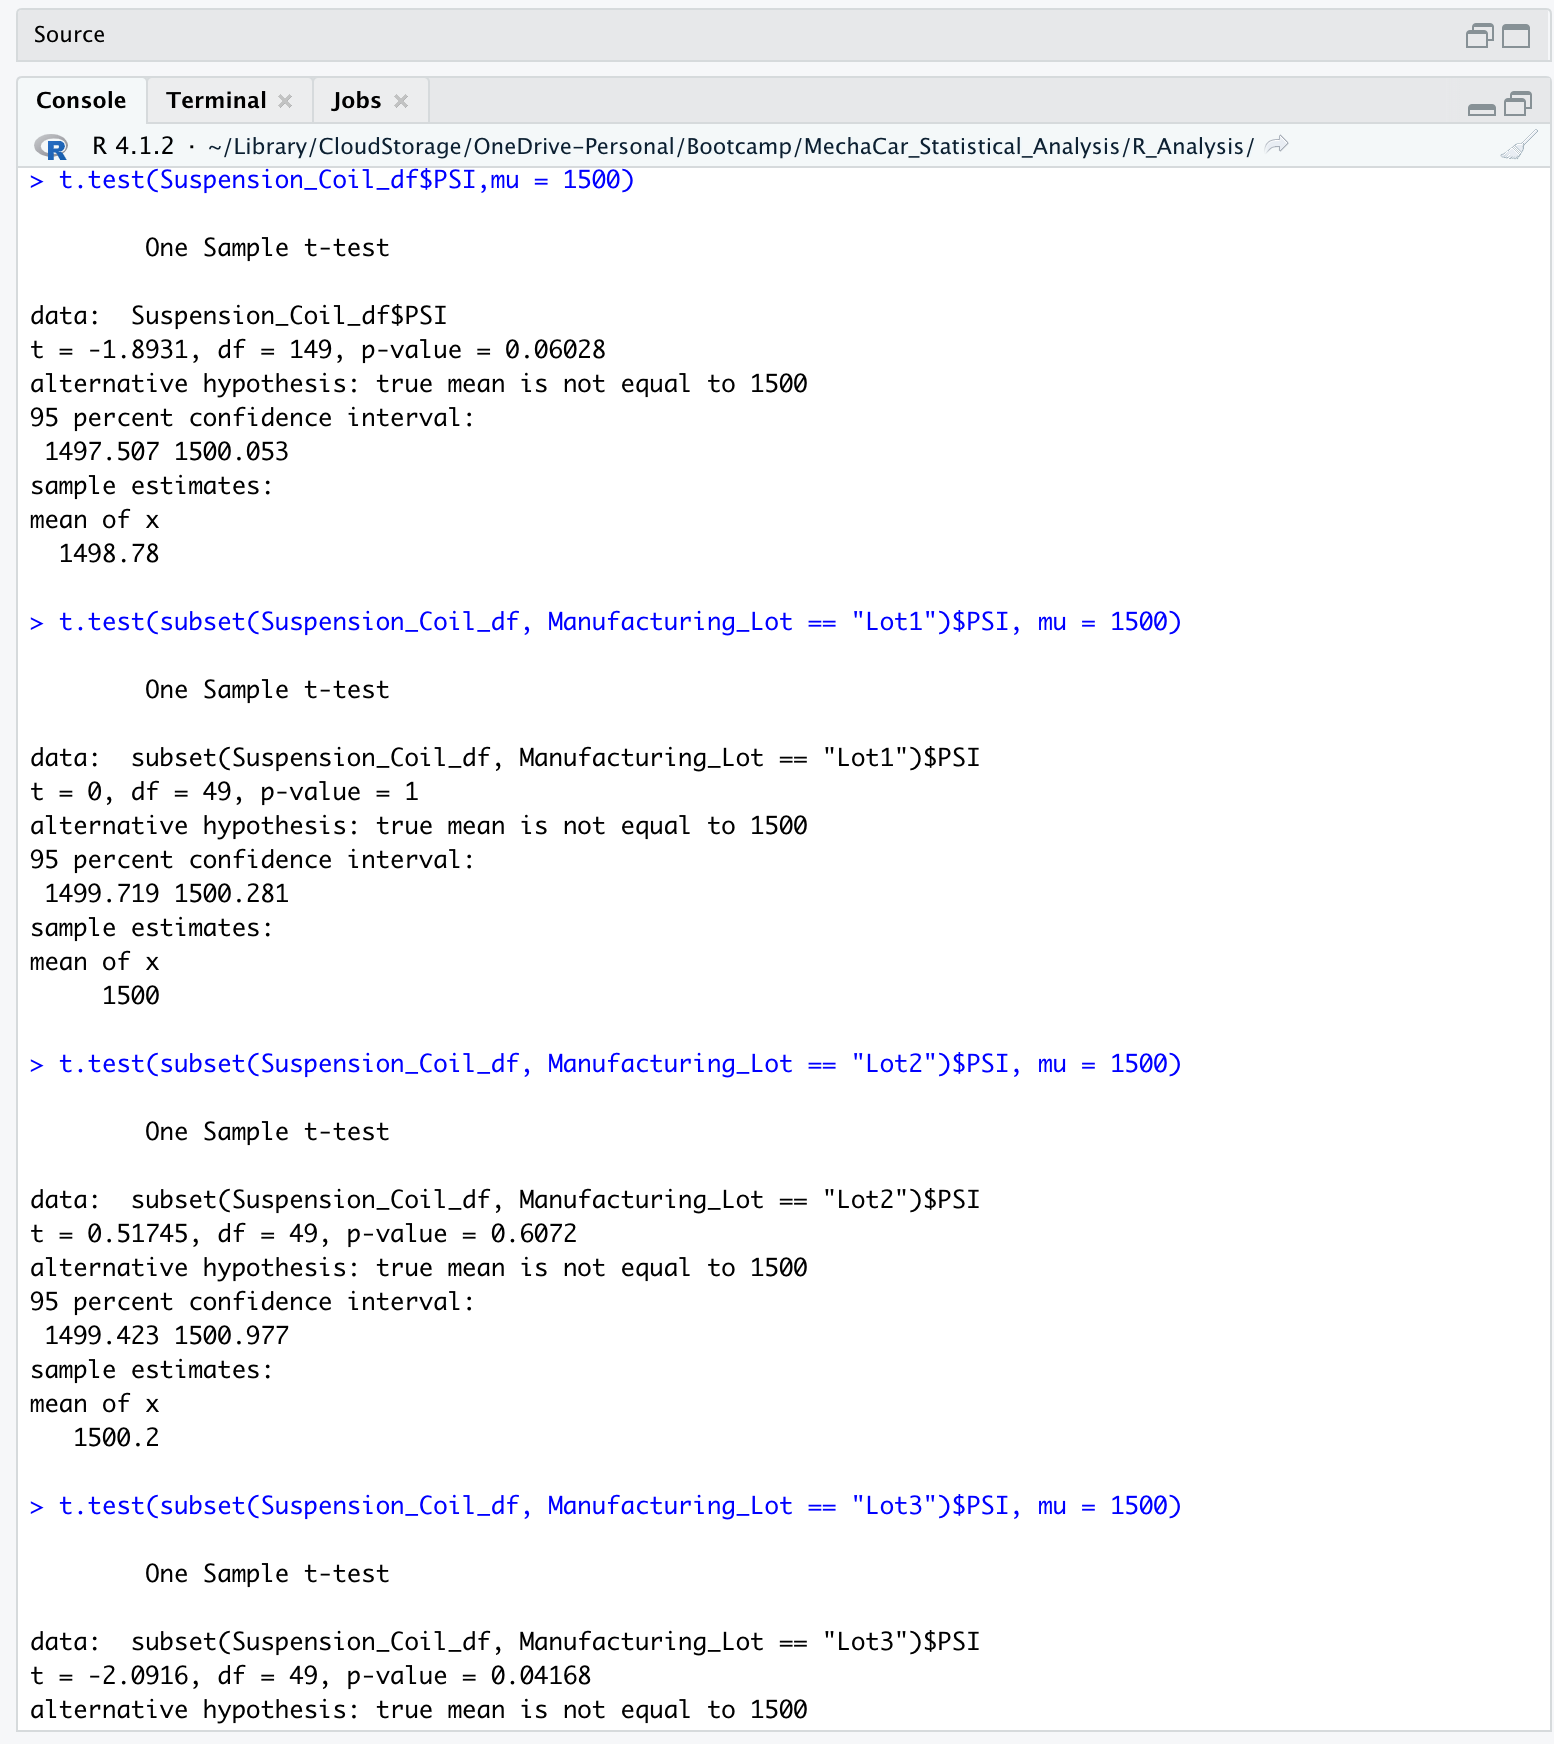 Source
Console Terminal Jobs
R R 4.1.2 · ~/Library/CloudStorage/OneDrive-Personal/Bootcamp/MechaCar_Statistical_Analysis/R_Analysis/
> t.test(Suspension_Coil_df$PSI,mu = 1500)
One Sample t-test
data:  Suspension_Coil_df$PSI
t = -1.8931, df = 149, p-value = 0.06028
alternative hypothesis: true mean is not equal to 1500
95 percent confidence interval:
1497.507 1500.053
sample estimates:
mean of x
1498.78
> t.test(subset(Suspension_Coil_df, Manufacturing_Lot == "Lot1")$PSI, mu = 1500)
One Sample t-test
data:  subset(Suspension_Coil_df, Manufacturing_Lot == "Lot1")$PSI
t = 0, df = 49, p-value = 1
alternative hypothesis: true mean is not equal to 1500
95 percent confidence interval:
1499.719 1500.281
sample estimates:
mean of x
1500
> t.test(subset(Suspension_Coil_df, Manufacturing_Lot == "Lot2")$PSI, mu = 1500)
One Sample t-test
data:  subset(Suspension_Coil_df, Manufacturing_Lot == "Lot2")$PSI
t = 0.51745, df = 49, p-value = 0.6072
alternative hypothesis: true mean is not equal to 1500
95 percent confidence interval:
1499.423 1500.977
sample estimates:
mean of x
1500.2
> t.test(subset(Suspension_Coil_df, Manufacturing_Lot == "Lot3")$PSI, mu = 1500)
One Sample t-test
data:  subset(Suspension_Coil_df, Manufacturing_Lot == "Lot3")$PSI
t = -2.0916, df = 49, p-value = 0.04168
alternative hypothesis: true mean is not equal to 1500